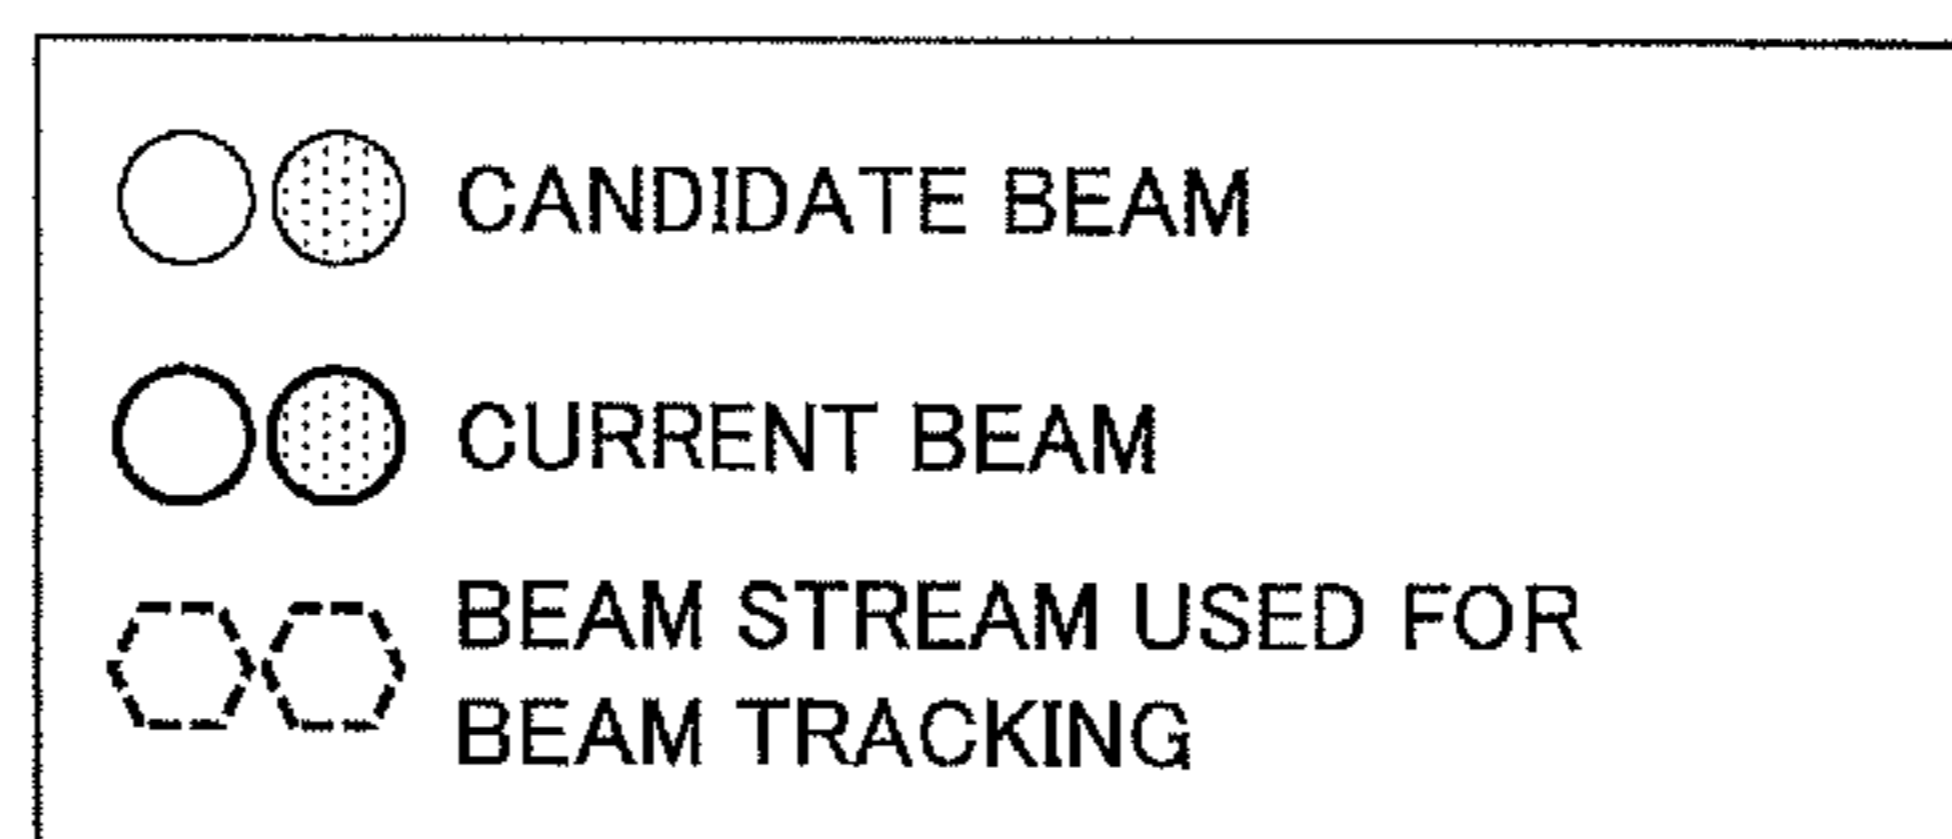 CANDIDATE BEAM
CURRENT BEAM
BEAM STREAM USED FOR
BEAM TRACKING